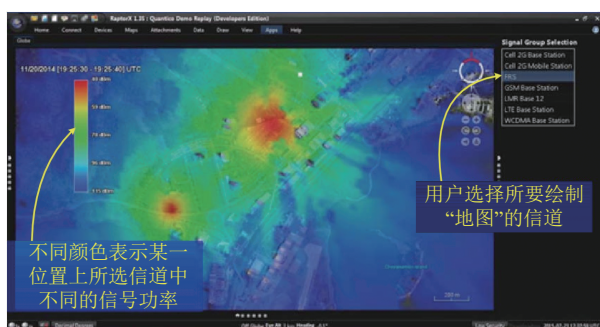 RaptorX 1.35 : Quantico Demo Replay (Developers Edition)
Home Connect Devices Maps Attachments Data Draw View Apps Help
Globe
Signal Group Selection
Cell 2G Base Station
Cell 2G Mobile Station
FRS
GSM Base Station
LMR Base 12
LTE Base Station
WCDMA Base Station
11/20/2014 [19:25:30 - 19:25:40] UTC
用户选择所要绘制
“地图”的信道
不同颜色表示某一
位置上所选信道中
不同的信号功率
200 m
Decimal Degrees